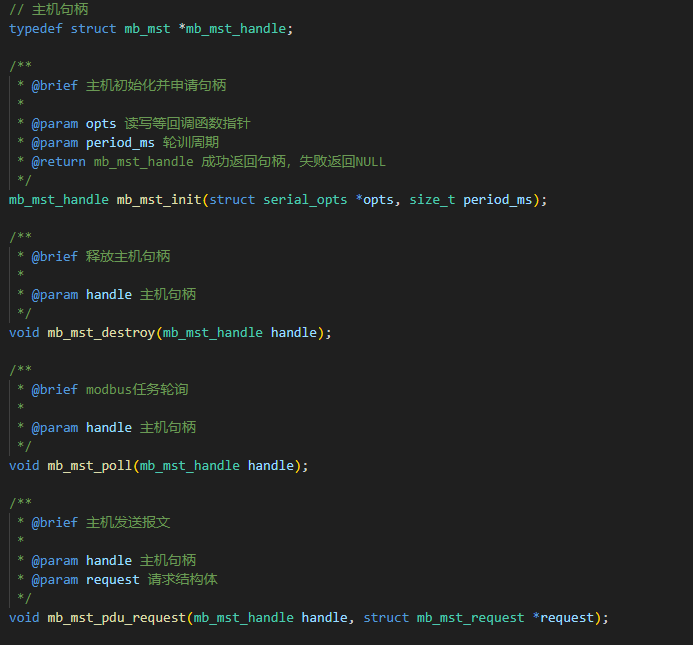 // 主机句柄
typedef struct mb_mst *mb_mst_handle;
/**
 * @brief 主机初始化并申请句柄
 *
 * @param opts 读写等回调函数指针
 * @param period_ms 轮训周期
 * @return mb_mst_handle 成功返回句柄，失败返回NULL
 */
mb_mst_handle mb_mst_init(struct serial_opts *opts, size_t period_ms);
/**
 * @brief 释放主机句柄
 *
 * @param handle 主机句柄
 */
void mb_mst_destroy(mb_mst_handle handle);
/**
 * @brief modbus任务轮询
 *
 * @param handle 主机句柄
 */
void mb_mst_poll(mb_mst_handle handle);
/**
 * @brief 主机发送报文
 *
 * @param handle 主机句柄
 * @param request 请求结构体
 */
void mb_mst_pdu_request(mb_mst_handle handle, struct mb_mst_request *request);